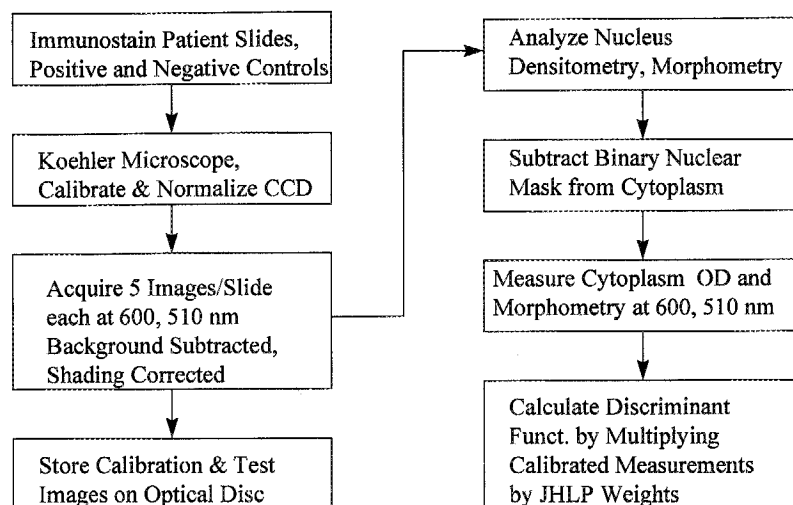 Immunostain Patient Slides,
Positive and Negative Controls
Koehler Microscope,
Calibrate & Normalize CCD
Acquire 5 Images/Slide
each at 600, 510 nm
Background Subtracted,
Shading Corrected
Store Calibration & Test
Images on Optical Disc
Analyze Nucleus
Densitometry, Morphometry
Subtract Binary Nuclear
Mask from Cytoplasm
Measure Cytoplasm OD and
Morphometry at 600, 510 nm
Calculate Discriminant
Funct. by Multiplying
Calibrated Measurements
by JHLP Weights